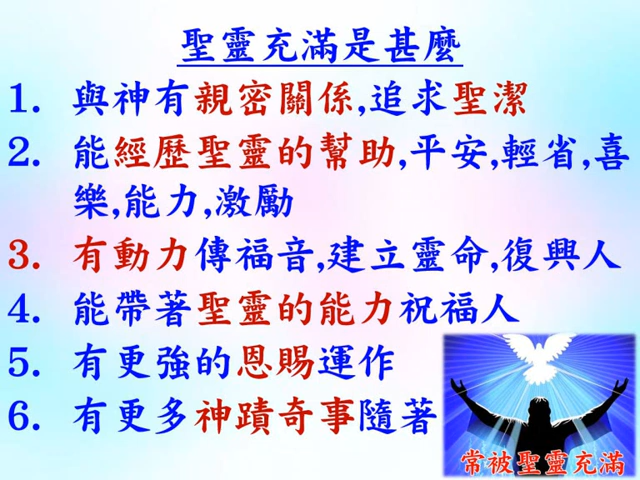 聖靈充滿是甚麼
1. 與神有親密關係,追求聖潔
2. 能經歷聖靈的幫助,平安,輕省,喜
樂,能力,激勵
3. 有動力傳福音,建立靈命,復興人
4. 能帶著聖靈的能力祝福人
5. 有更強的恩賜運作
6. 有更多神蹟奇事隨著
常被聖靈充滿